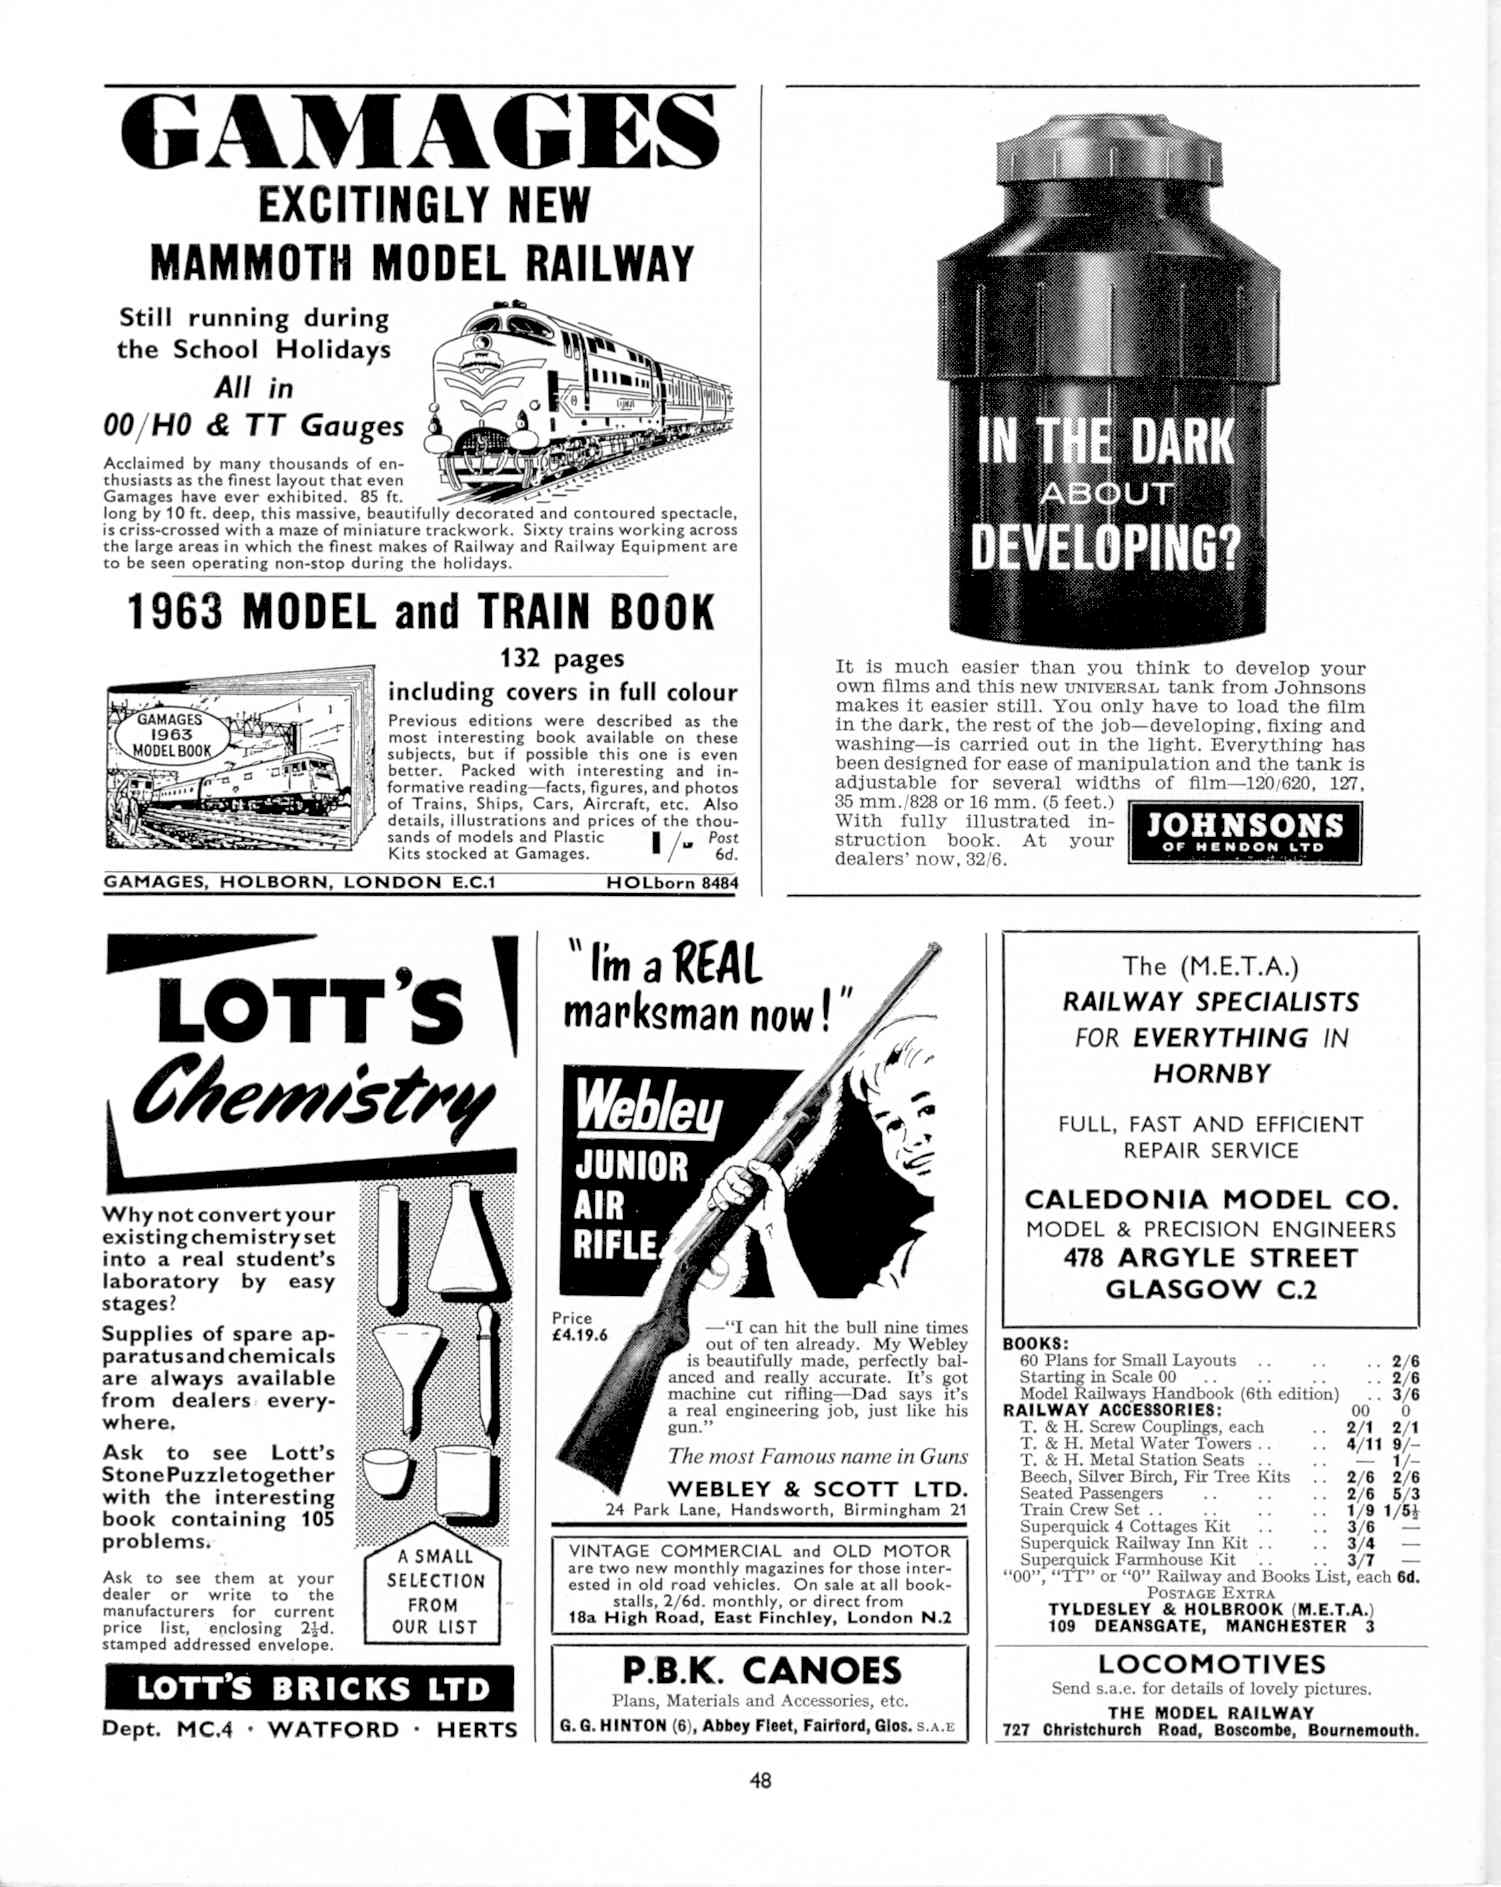 GAMAGES
EXCITINGLY NEW
MAMMOTH MODEL RAILWAY
Still running during
the School Holidays
All in
00/H0 & TT Gauges
Acclaimed by many thousands of en-
thusiasts as the finest layout that even
Gamages have ever exhibited. 85 ft.
long by 10 ft. deep, this massive, beautifully decorated and contoured spectacle,
is criss-crossed with a maze of miniature trackwork. Sixty trains working across
the large areas in which the finest makes of Railway and Railway Equipment are
to be seen operating non-stop during the holidays.
1963 MODEL and TRAIN BOOK
132 pages
including covers in full colour
GAMAGES
1963
MODEL BOOK
Previous editions were described as the
most interesting book available on these
subjects, but if possible this one is even
better. Packed with interesting and in-
formative reading—facts, figures, and photos
of Trains, Ships, Cars, Aircraft, etc. Also
details, illustrations and prices of the thou-
sands of models and Plastic
Kits stocked at Gamages.
1/- Post
6d.
GAMAGES, HOLBORN, LONDON E.C.1 HOLborn 8484
IN THE DARK
ABOUT
DEVELOPING?
It is much easier than you think to develop your
own films and this new UNIVERSAL tank from Johnsons
makes it easier still. You only have to load the film
in the dark, the rest of the job—developing, fixing and
washing—is carried out in the light. Everything has
been designed for ease of manipulation and the tank is
adjustable for several widths of film—120/620, 127,
35 mm./828 or 16 mm. (5 feet.)
With fully illustrated in-
struction book. At your
dealers' now, 32/6.
JOHNSONS
OF HENDON LTD
LOTT'S
Chemistry
Why not convert your
existing chemistry set
into a real student's
laboratory by easy
stages?
Supplies of spare ap-
paratus and chemicals
are always available
from dealers every-
where.
Ask to see Lott's
Stone Puzzle together
with the interesting
book containing 105
problems.
Ask to see them at your
dealer or write to the
manufacturers for current
price list, enclosing 2½d.
stamped addressed envelope.
A SMALL
SELECTION
FROM
OUR LIST
LOTT'S BRICKS LTD
Dept. MC.4 · WATFORD · HERTS
"I'm a REAL
marksman now!"
Webley
JUNIOR
AIR
RIFLE
Price
£4.19.6
—"I can hit the bull nine times
out of ten already. My Webley
is beautifully made, perfectly bal-
anced and really accurate. It's got
machine cut rifling—Dad says it's
a real engineering job, just like his
gun."
The most Famous name in Guns
WEBLEY & SCOTT LTD.
24 Park Lane, Handsworth, Birmingham 21
VINTAGE COMMERCIAL and OLD MOTOR
are two new monthly magazines for those inter-
ested in old road vehicles. On sale at all book-
stalls, 2/6d. monthly, or direct from
18a High Road, East Finchley, London N.2
P.B.K. CANOES
Plans, Materials and Accessories, etc.
G. G. HINTON (6), Abbey Fleet, Fairford, Glos. S.A.E
The (M.E.T.A.)
RAILWAY SPECIALISTS
FOR EVERYTHING IN
HORNBY
FULL, FAST AND EFFICIENT
REPAIR SERVICE
CALEDONIA MODEL CO.
MODEL & PRECISION ENGINEERS
478 ARGYLE STREET
GLASGOW C.2
BOOKS:
60 Plans for Small Layouts .. .. .. 2/6
Starting in Scale 00 .. .. .. .. 2/6
Model Railways Handbook (6th edition) .. 3/6
RAILWAY ACCESSORIES: 00 0
T. & H. Screw Couplings, each .. 2/1 2/1
T. & H. Metal Water Towers .. .. 4/11 9/–
T. & H. Metal Station Seats .. .. — 1/–
Beech, Silver Birch, Fir Tree Kits .. 2/6 2/6
Seated Passengers .. .. .. 2/6 5/3
Train Crew Set .. .. .. .. 1/9 1/5½
Superquick 4 Cottages Kit .. .. 3/6 —
Superquick Railway Inn Kit .. .. 3/4 —
Superquick Farmhouse Kit .. .. 3/7 —
"00", "TT" or "0" Railway and Books List, each 6d.
POSTAGE EXTRA
TYLDESLEY & HOLBROOK (M.E.T.A.)
109 DEANSGATE, MANCHESTER 3
LOCOMOTIVES
Send s.a.e. for details of lovely pictures.
THE MODEL RAILWAY
727 Christchurch Road, Boscombe, Bournemouth.
48